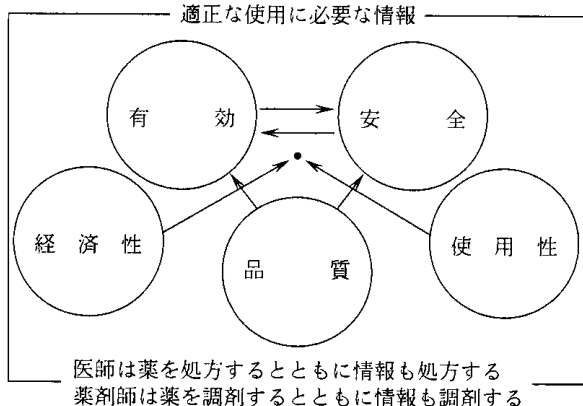 適正な使用に必要な情報
有効
安全
経済性
品質
使用性
医師は薬を処方するとともに情報も処方する
薬剤師は薬を調剤するとともに情報も調剤する